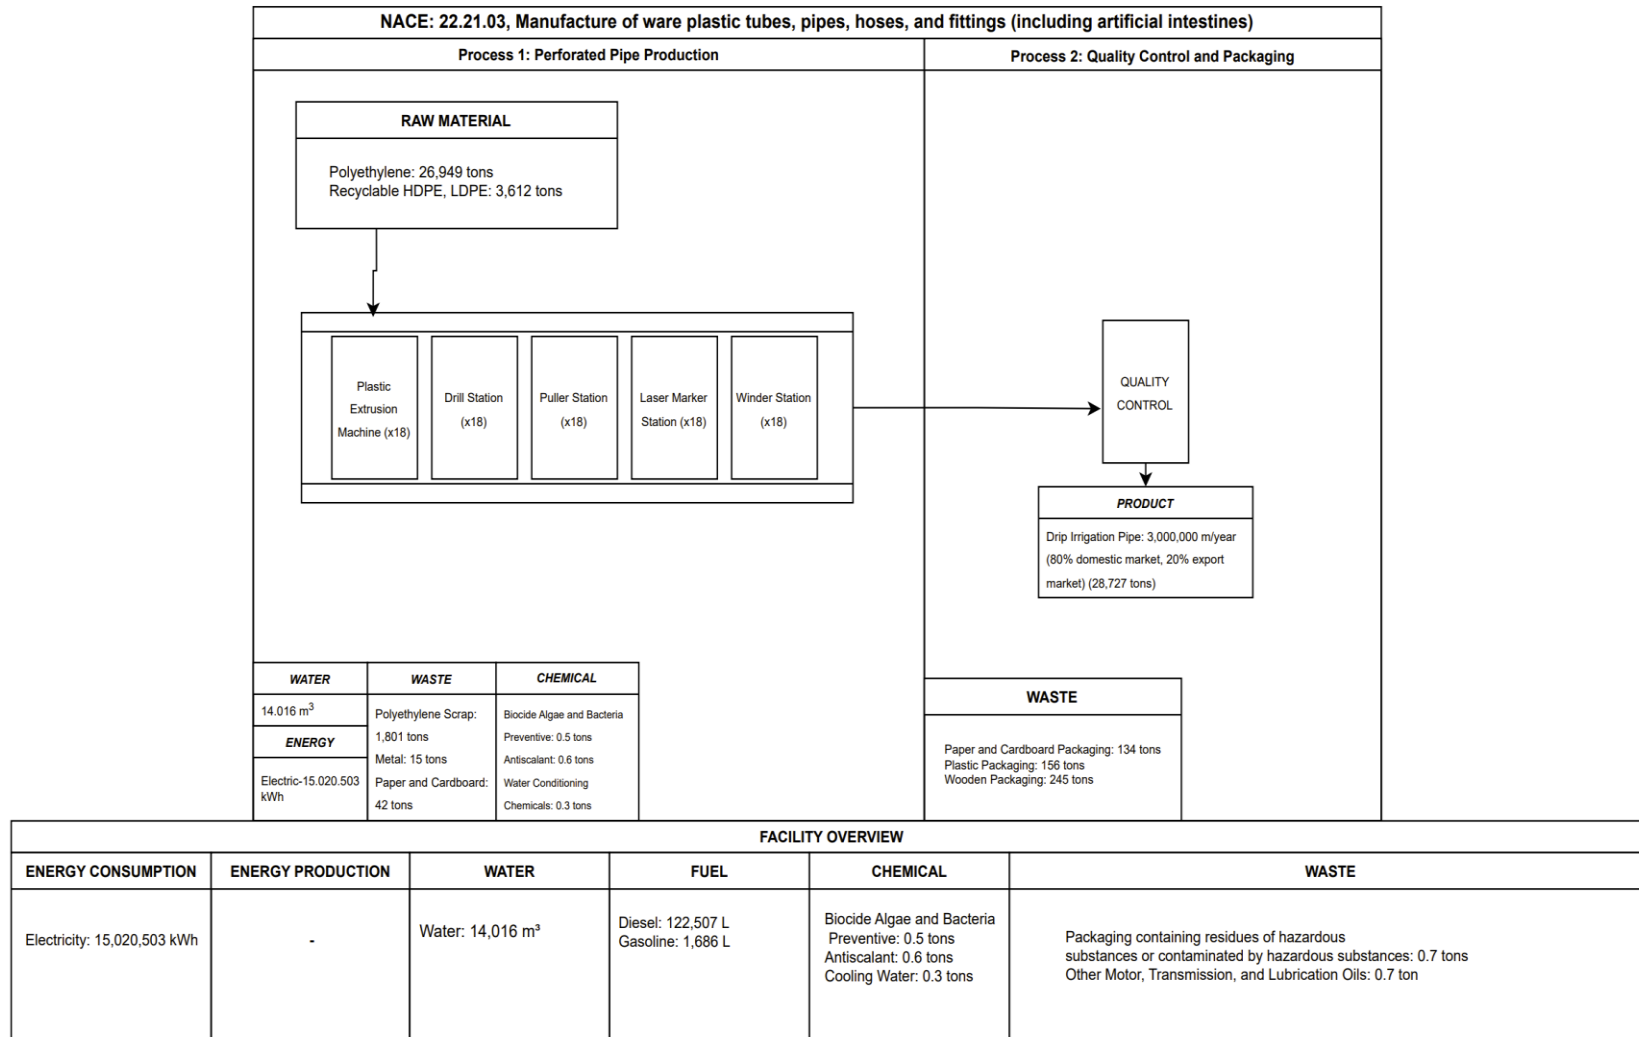 NACE: 22.21.03, Manufacture of ware plastic tubes, pipes, hoses, and fittings (including artificial intestines)
Process 1: Perforated Pipe Production
Process 2: Quality Control and Packaging
RAW MATERIAL
Polyethylene: 26,949 tons
Recyclable HDPE, LDPE: 3,612 tons
Plastic
Extrusion
Machine (x18)
Drill Station
(x18)
Puller Station
(x18)
Laser Marker
Station (x18)
Winder Station
(x18)
QUALITY
CONTROL
PRODUCT
Drip Irrigation Pipe: 3,000,000 m/year
(80% domestic market, 20% export
market) (28,727 tons)
WATER
14.016 m³
ENERGY
Electric-15.020.503
kWh
WASTE
Polyethylene Scrap:
1,801 tons
Metal: 15 tons
Paper and Cardboard:
42 tons
CHEMICAL
Biocide Algae and Bacteria
Preventive: 0.5 tons
Antiscalant: 0.6 tons
Water Conditioning
Chemicals: 0.3 tons
WASTE
Paper and Cardboard Packaging: 134 tons
Plastic Packaging: 156 tons
Wooden Packaging: 245 tons
FACILITY OVERVIEW
ENERGY CONSUMPTION
ENERGY PRODUCTION
WATER
FUEL
CHEMICAL
WASTE
Electricity: 15,020,503 kWh
-
Water: 14,016 m³
Diesel: 122,507 L
Gasoline: 1,686 L
Biocide Algae and Bacteria
Preventive: 0.5 tons
Antiscalant: 0.6 tons
Cooling Water: 0.3 tons
Packaging containing residues of hazardous
substances or contaminated by hazardous substances: 0.7 tons
Other Motor, Transmission, and Lubrication Oils: 0.7 ton